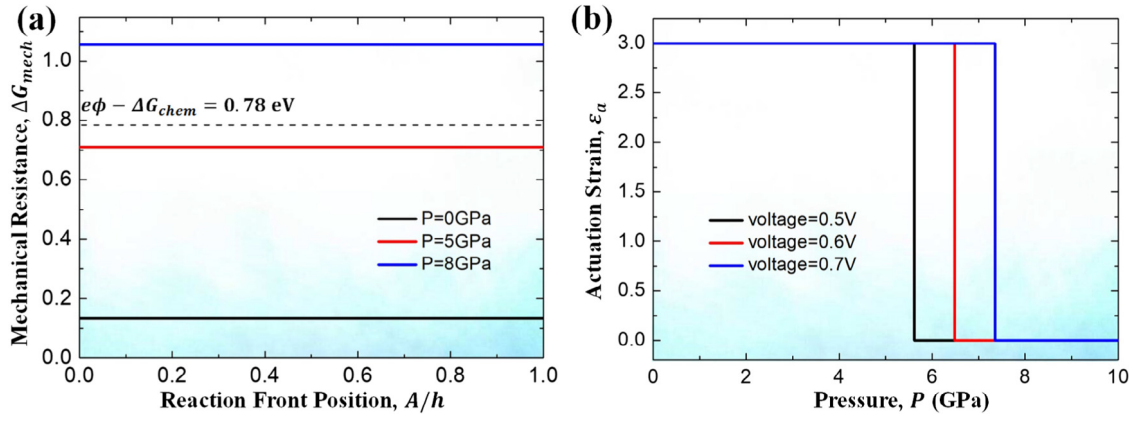 (a)
Mechanical Resistance, ΔG_mech
1.0
0.8
0.6
0.4
0.2
0.0
eϕ − ΔG_chem = 0.78 eV
P=0GPa
P=5GPa
P=8GPa
0.0 0.2 0.4 0.6 0.8 1.0
Reaction Front Position, A/h
(b)
Actuation Strain, ε_a
3.0
2.5
2.0
1.5
1.0
0.5
0.0
voltage=0.5V
voltage=0.6V
voltage=0.7V
0 2 4 6 8 10
Pressure, P (GPa)